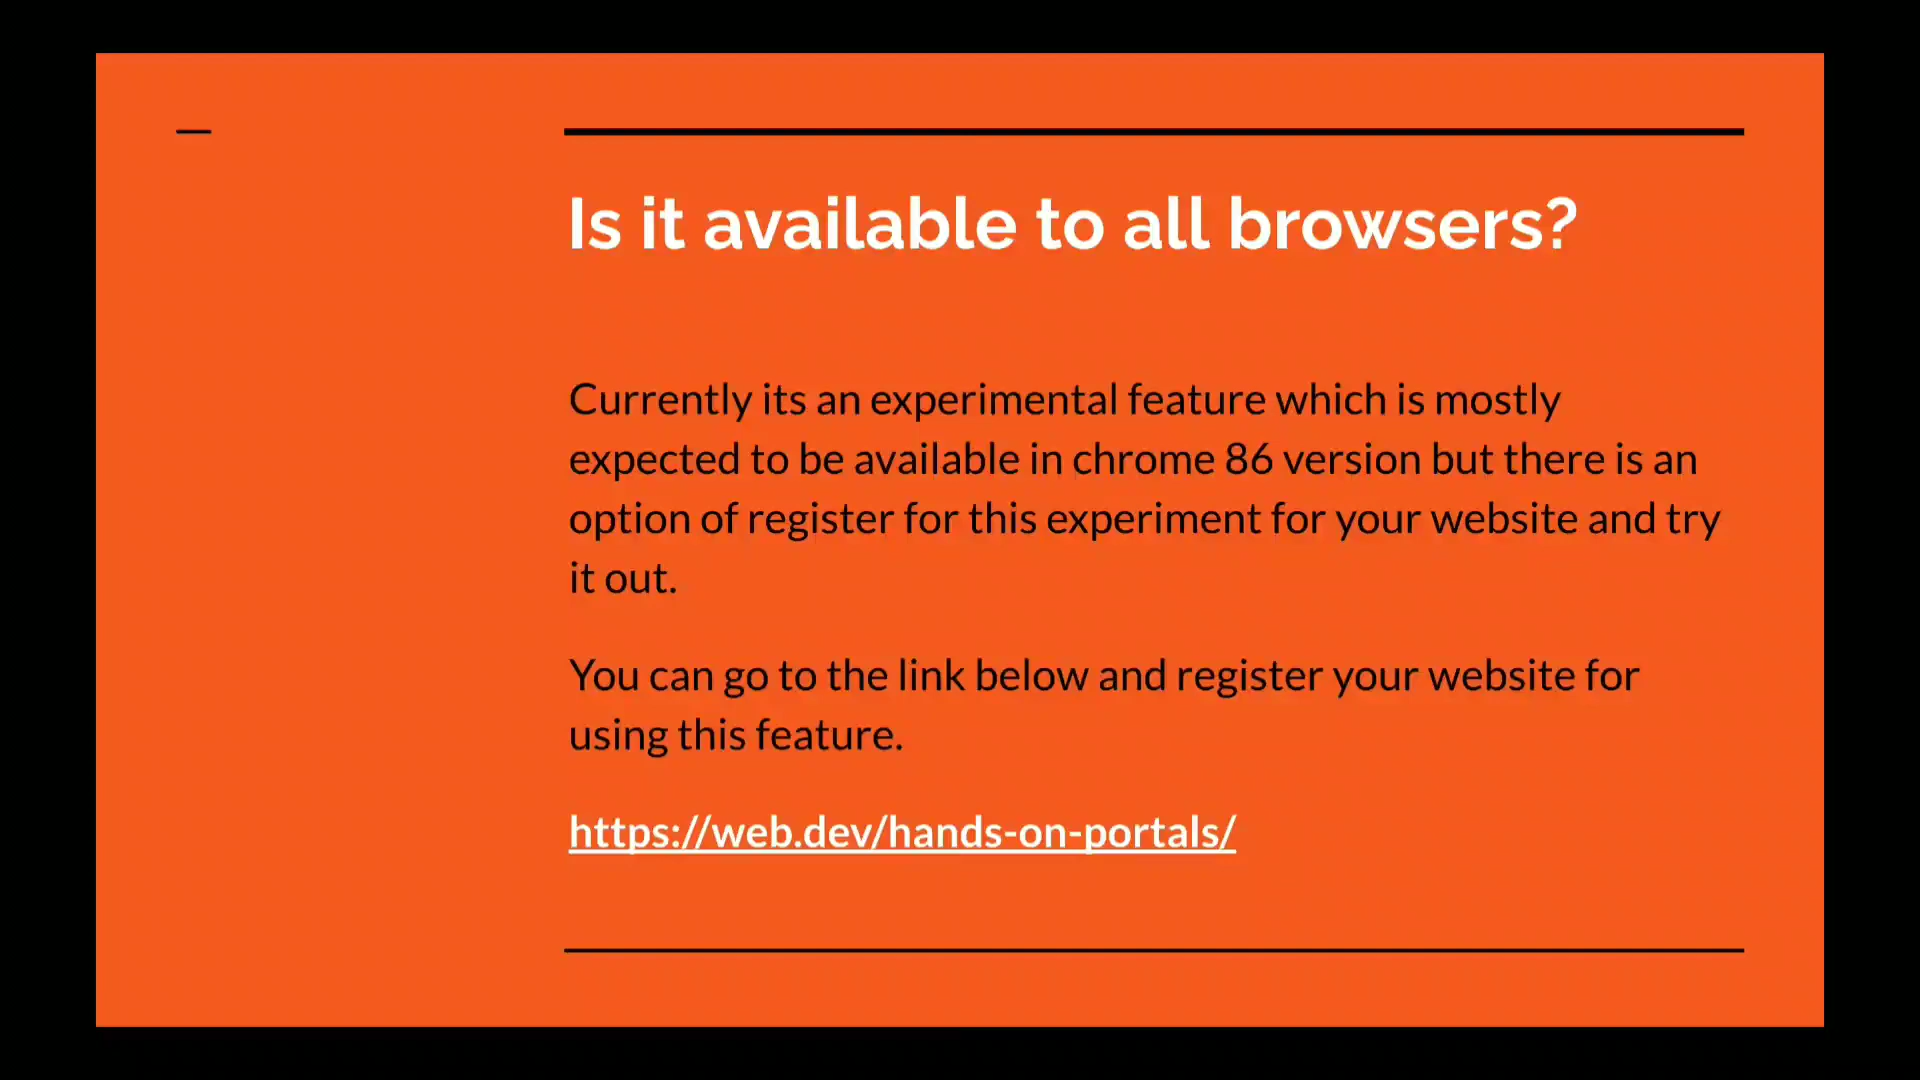 Is it available to all browsers?
Currently its an experimental feature which is mostly
expected to be available in chrome 86 version but there is an
option of register for this experiment for your website and try
it out.
You can go to the link below and register your website for
using this feature.
https://web.dev/hands-on-portals/